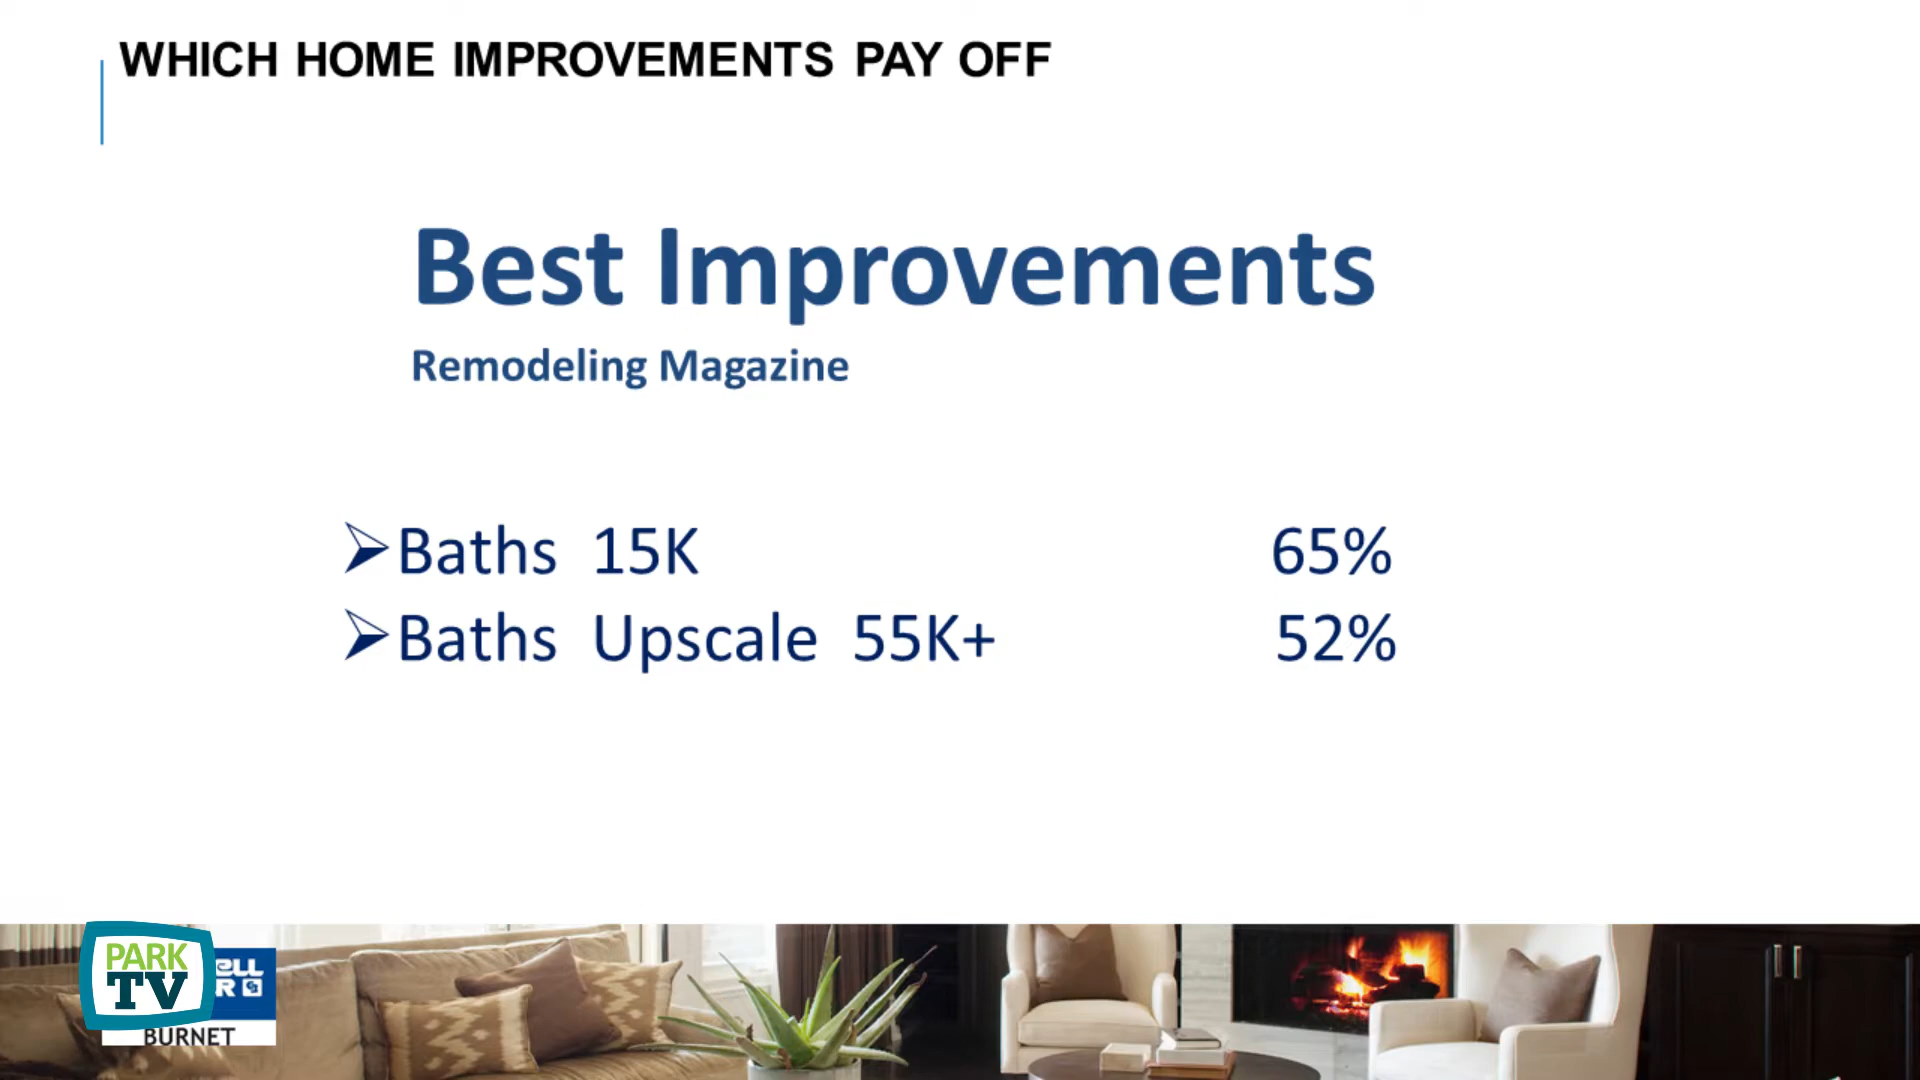 WHICH HOME IMPROVEMENTS PAY OFF
Best Improvements
Remodeling Magazine
➢Baths 15K 65%
➢Baths Upscale 55K+ 52%
PARK
TV
BURNET